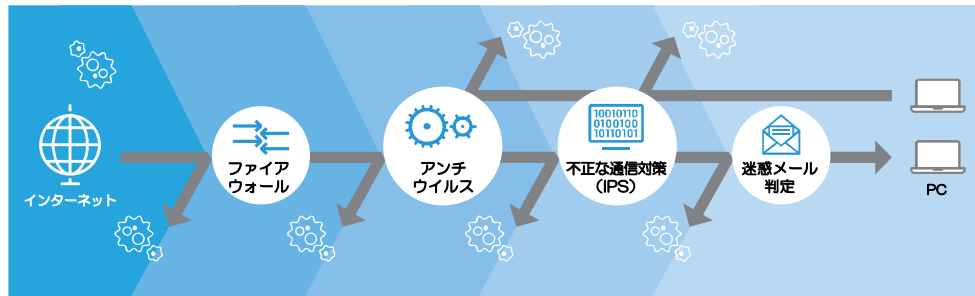 インターネット
ファイア
ウォール
アンチ
ウイルス
10010110
0100100
10110101
不正な通信対策
（IPS）
迷惑メール
判定
PC